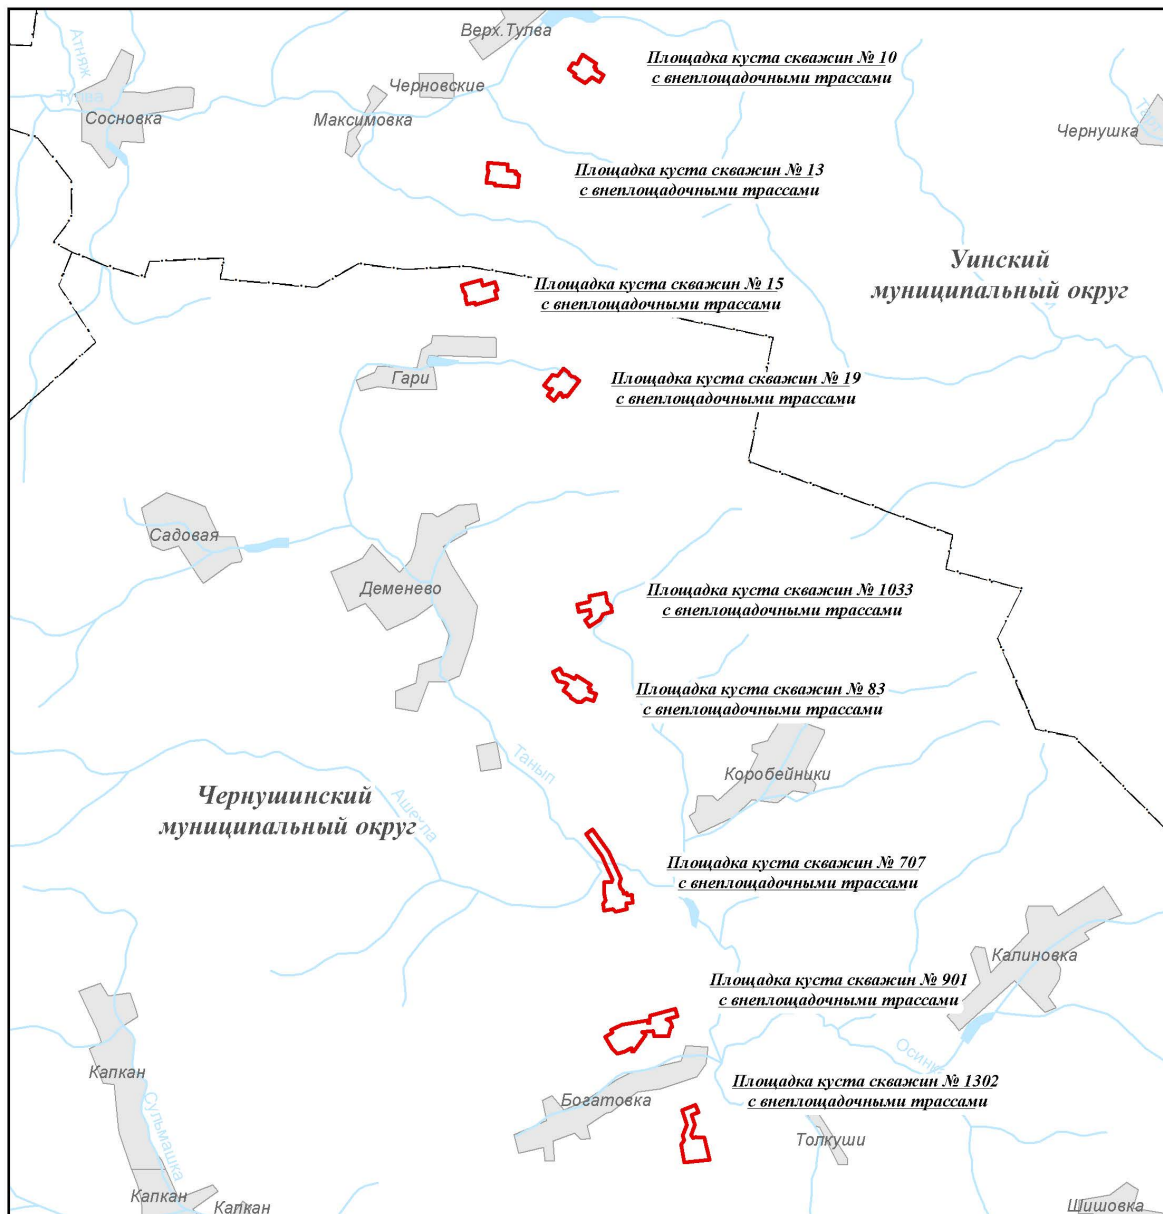 Верх.Тулва
Атняж
Площадка куста скважин № 10
с внеплощадочными трассами
Черновские
Тулва
Сосновка
Максимовка
Чернушка
Площадка куста скважин № 13
с внеплощадочными трассами
Уинский
муниципальный округ
Площадка куста скважин № 15
с внеплощадочными трассами
Гари
Площадка куста скважин № 19
с внеплощадочными трассами
Садовая
Деменево
Площадка куста скважин № 1033
с внеплощадочными трассами
Площадка куста скважин № 83
с внеплощадочными трассами
Танып
Коробейники
Чернушинский
муниципальный округ
Площадка куста скважин № 707
с внеплощадочными трассами
Калиновка
Площадка куста скважин № 901
с внеплощадочными трассами
Капкан
Площадка куста скважин № 1302
с внеплощадочными трассами
Богатовка
Сульмашка
Толкуши
Капкан
Капкан
Шишовка